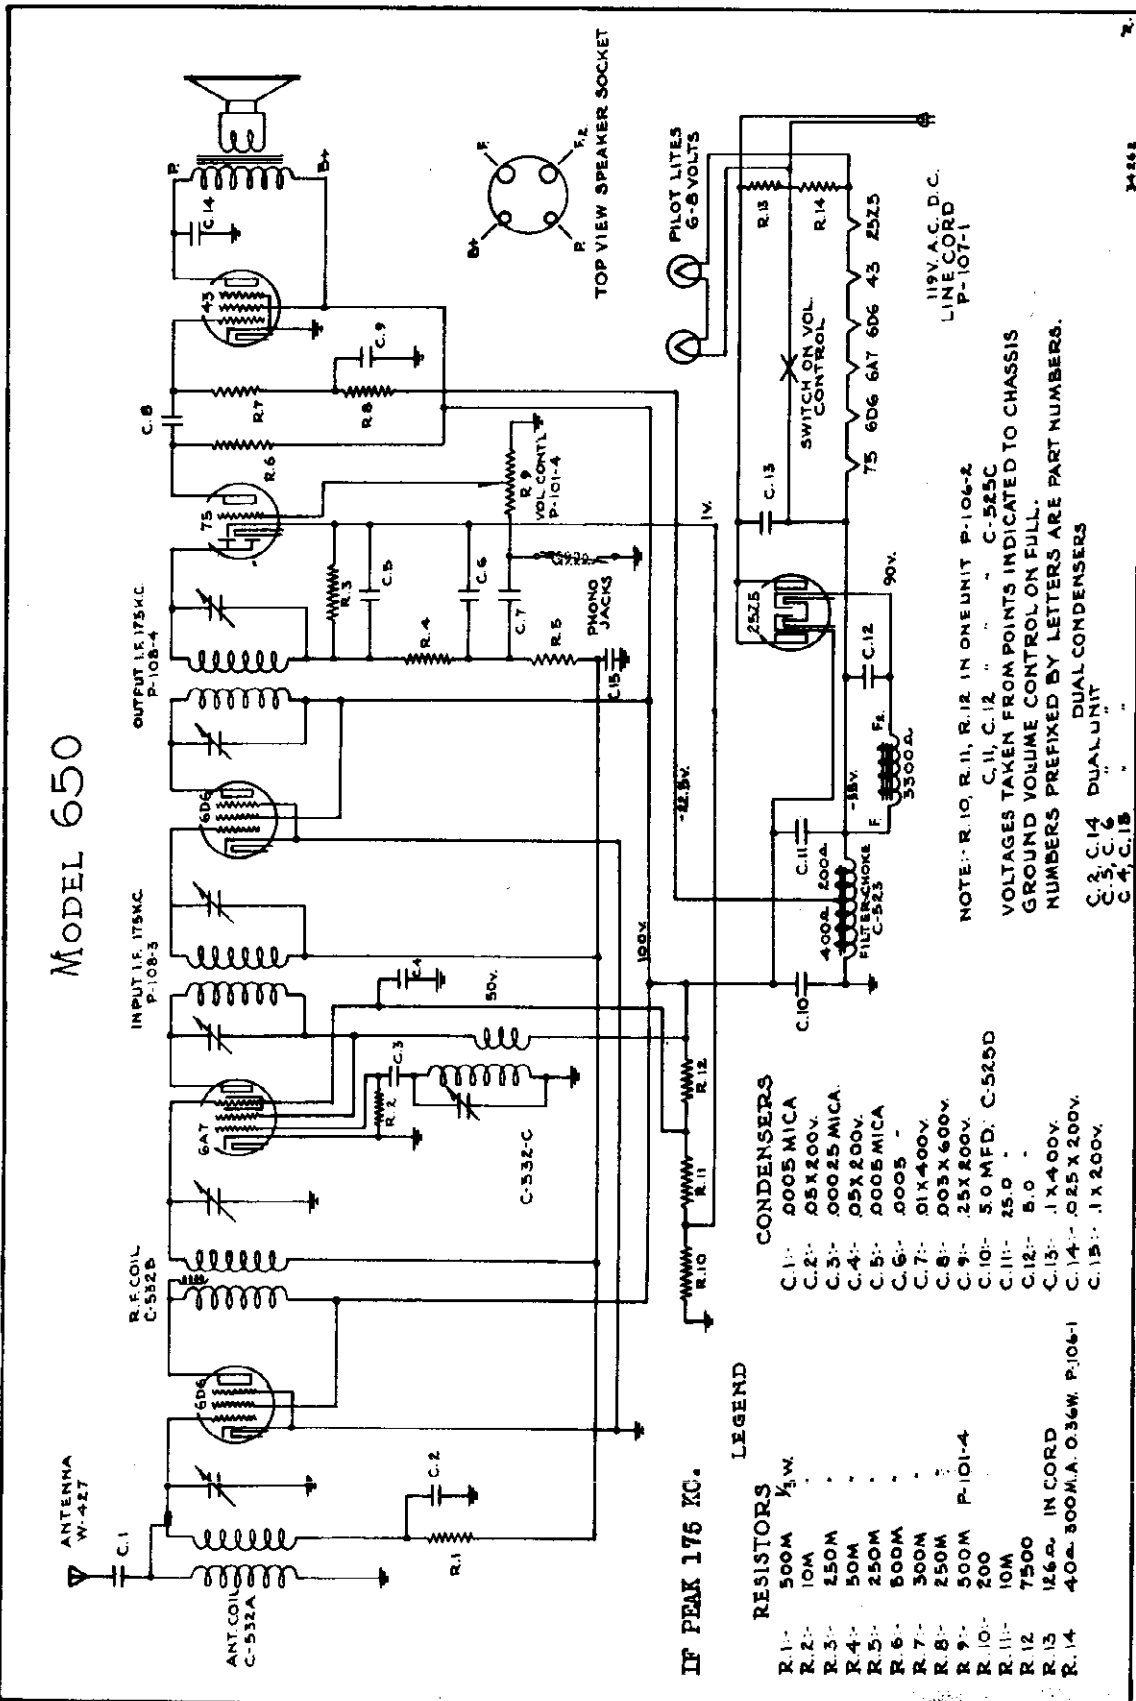 MODEL 650
ANTENNA
W-427
C.1
ANT. COIL
C-532A
6D6
C.2
R.1
R.F. COIL
C-532B
6A7
INPUT I.F. 175K.C.
P-108-3
R.2
C.3
C.4
C-532-C
50V.
6D6
OUTPUT I.F. 175K.C.
P-108-4
75
R.3
C.5
R.4
C.6
C.7
R.5
C.15
PHONO
JACKS
R.9
VOL. CONTL
P-101-4
1V.
C.8
R.6
R.7
R.8
C.9
43
C.14
P.
B+
B+
F.
F.2
P.
TOP VIEW SPEAKER SOCKET
PILOT LITES
6-8 VOLTS
R.13
R.14
SWITCH ON VOL.
CONTROL
75 6D6 6A7 6D6 43 25Z5
119V. A.C. D.C.
LINE CORD
P-107-1
C.13
25Z5
90V.
C.12
F2.
F.
3300Ω
C.11
400Ω 200Ω
FILTER CHOKE
C-523
C.10
100V.
-22.5V.
R.10
R.11
R.12
IF PEAK 175 KC.
LEGEND
RESISTORS
R.1:- 500M ⅓ W.
R.2:- 10M "
R.3:- 250M "
R.4:- 50M "
R.5:- 250M "
R.6:- 500M "
R.7:- 300M "
R.8:- 250M "
R.9:- 500M P-101-4
R.10:- 200
R.11:- 10M
R.12 7500
R.13 126Ω IN CORD
R.14 40Ω 300M.A. 0.36W. P.106-1
CONDENSERS
C.1:- .0005 MICA
C.2:- .05 X 200V.
C.3:- .00025 MICA.
C.4:- .05 X 200V.
C.5:- .0005 MICA
C.6:- .0005 "
C.7:- .01 X 400V.
C.8:- .003 X 600V.
C.9:- .25 X 200V.
C.10:- 5.0 MFD. C-525D
C.11:- 25.0 "
C.12:- 5.0 "
C.13:- .1 X 400V.
C.14:- .025 X 200V.
C.15:- .1 X 200V.
NOTE:- R.10, R.11, R.12 IN ONE UNIT P-106-2
C.11, C.12 " " " C-525C
VOLTAGES TAKEN FROM POINTS INDICATED TO CHASSIS
GROUND VOLUME CONTROL ON FULL.
NUMBERS PREFIXED BY LETTERS ARE PART NUMBERS.
DUAL CONDENSERS
C.2, C.14 DUAL UNIT
C.5, C.6 " "
C.4, C.15 " "